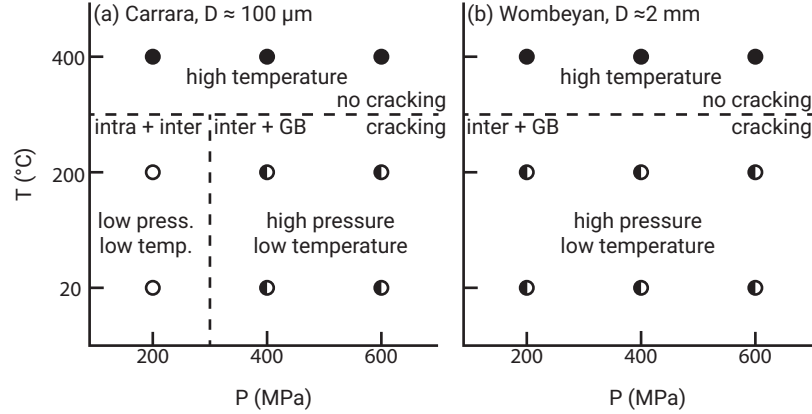 (a) Carrara, D ≈ 100 µm
400
high temperature
no cracking
intra + inter
inter + GB
cracking
T (°C)
200
low press.
low temp.
high pressure
low temperature
20
200
400
600
P (MPa)
(b) Wombeyan, D ≈2 mm
high temperature
no cracking
inter + GB
cracking
high pressure
low temperature
200
400
600
P (MPa)